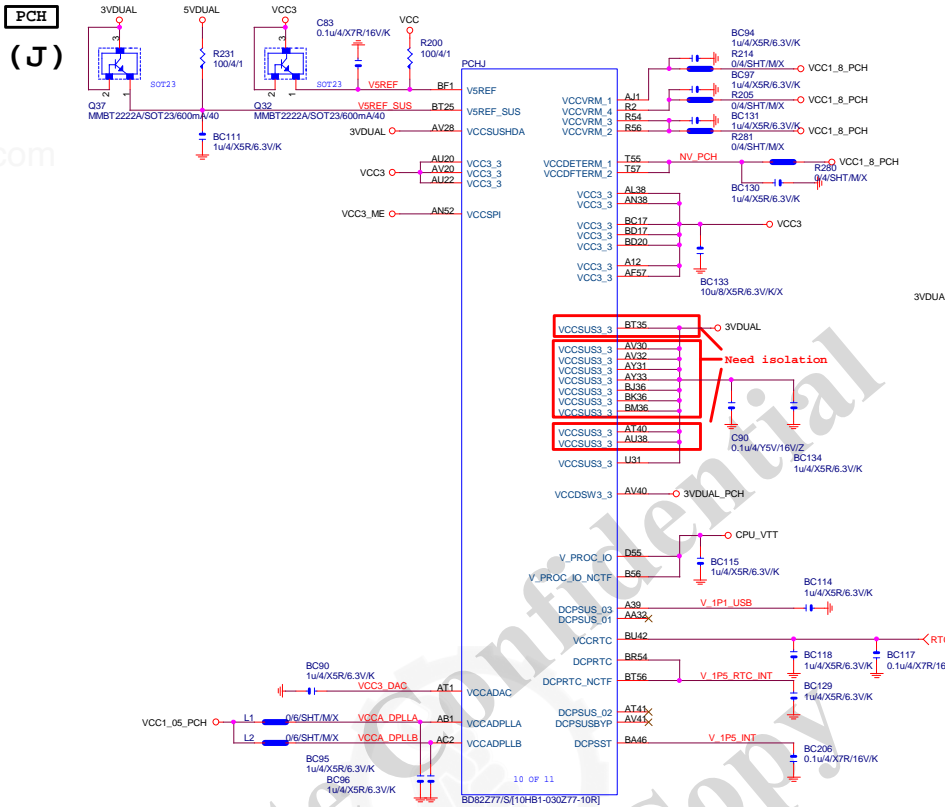 PCH
(J)
3VDUAL
5VDUAL
VCC3
C83
0.1u/4/X7R/16V/K
VCC
R231
100/4/1
R200
100/4/1
3
SOT23
2
1
Q37
MMBT2222A/SOT23/600mA/40
3
SOT23
2
1
Q32
MMBT2222A/SOT23/600mA/40
BC111
1u/4/X5R/6.3V/K
PCHJ
V5REF
BF1
V5REF
V5REF_SUS
BT25
V5REF_SUS
3VDUAL
AV28
VCCSUSHDA
VCC3
AU20
VCC3_3
AV20
VCC3_3
AU22
VCC3_3
VCC3_ME
AN52
VCCSPI
BC94
1u/4/X5R/6.3V/K
R214
0/4/SHT/M/X
VCC1_8_PCH
BC97
1u/4/X5R/6.3V/K
R205
0/4/SHT/M/X
VCC1_8_PCH
BC131
1u/4/X5R/6.3V/K
R281
0/4/SHT/M/X
VCC1_8_PCH
VCCVRM_1
AJ1
VCCVRM_4
R2
VCCVRM_3
R54
VCCVRM_2
R56
VCCDFTERM_1
T55
VCCDFTERM_2
T57
NV_PCH
VCC1_8_PCH
R280
0/4/SHT/M/X
BC130
1u/4/X5R/6.3V/K
VCC3_3
AL38
VCC3_3
AN38
VCC3_3
BC17
VCC3_3
BD17
VCC3_3
BD20
VCC3
VCC3_3
A12
VCC3_3
AF57
BC133
10u/8/X5R/6.3V/K/X
3VDUA
VCCSUS3_3
BT35
3VDUAL
VCCSUS3_3
AV30
VCCSUS3_3
AV32
VCCSUS3_3
AY31
VCCSUS3_3
AY33
VCCSUS3_3
BJ36
VCCSUS3_3
BK36
VCCSUS3_3
BM36
Need isolation
VCCSUS3_3
AT40
VCCSUS3_3
AU38
VCCSUS3_3
U31
C90
0.1u/4/Y5V/16V/Z
BC134
1u/4/X5R/6.3V/K
VCCDSW3_3
AV40
3VDUAL_PCH
CPU_VTT
V_PROC_IO
D55
V_PROC_IO_NCTF
B56
BC115
1u/4/X5R/6.3V/K
DCPSUS_03
A39
V_1P1_USB
BC114
1u/4/X5R/6.3V/K
DCPSUS_01
AA32
VCCRTC
BU42
BC118
1u/4/X5R/6.3V/K
BC117
0.1u/4/X7R/16
DCPRTC
BR54
DCPRTC_NCTF
BT56
V_1P5_RTC_INT
BC129
1u/4/X5R/6.3V/K
DCPSUS_02
AT41
DCPSUSBYP
AV41
DCPSST
BA46
V_1P5_INT
BC206
0.1u/4/X7R/16V/K
BC90
1u/4/X5R/6.3V/K
VCC3_DAC
AT1
VCCADAC
VCC1_05_PCH
L1
0/6/SHT/M/X
VCCA_DPLLA
AB1
VCCADPLLA
L2
0/6/SHT/M/X
VCCA_DPLLB
AC2
VCCADPLLB
BC95
1u/4/X5R/6.3V/K
BC96
1u/4/X5R/6.3V/K
10 OF 11
BD82Z77/S/[10HB1-030Z77-10R]
Confidential
Copy
com